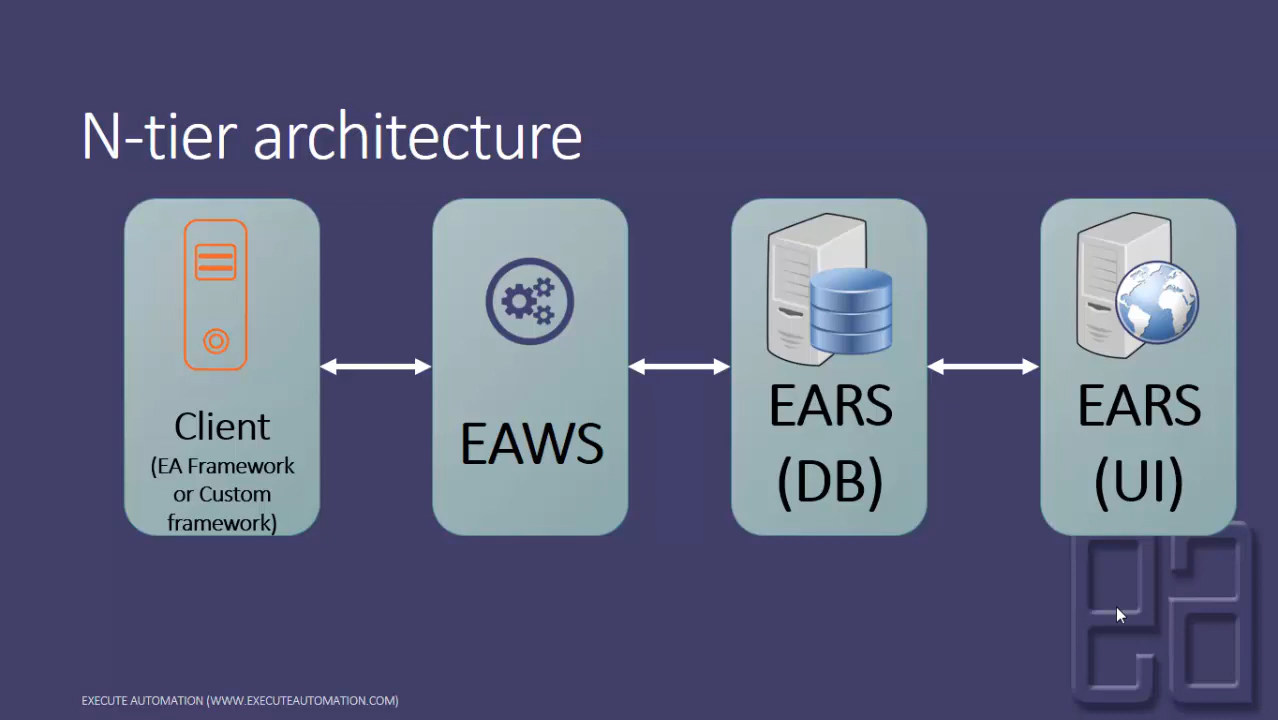 N-tier architecture
Client
(EA Framework
or Custom
framework)
EAWS
EARS
(DB)
EARS
(UI)
EXECUTE AUTOMATION (WWW.EXECUTEAUTOMATION.COM)